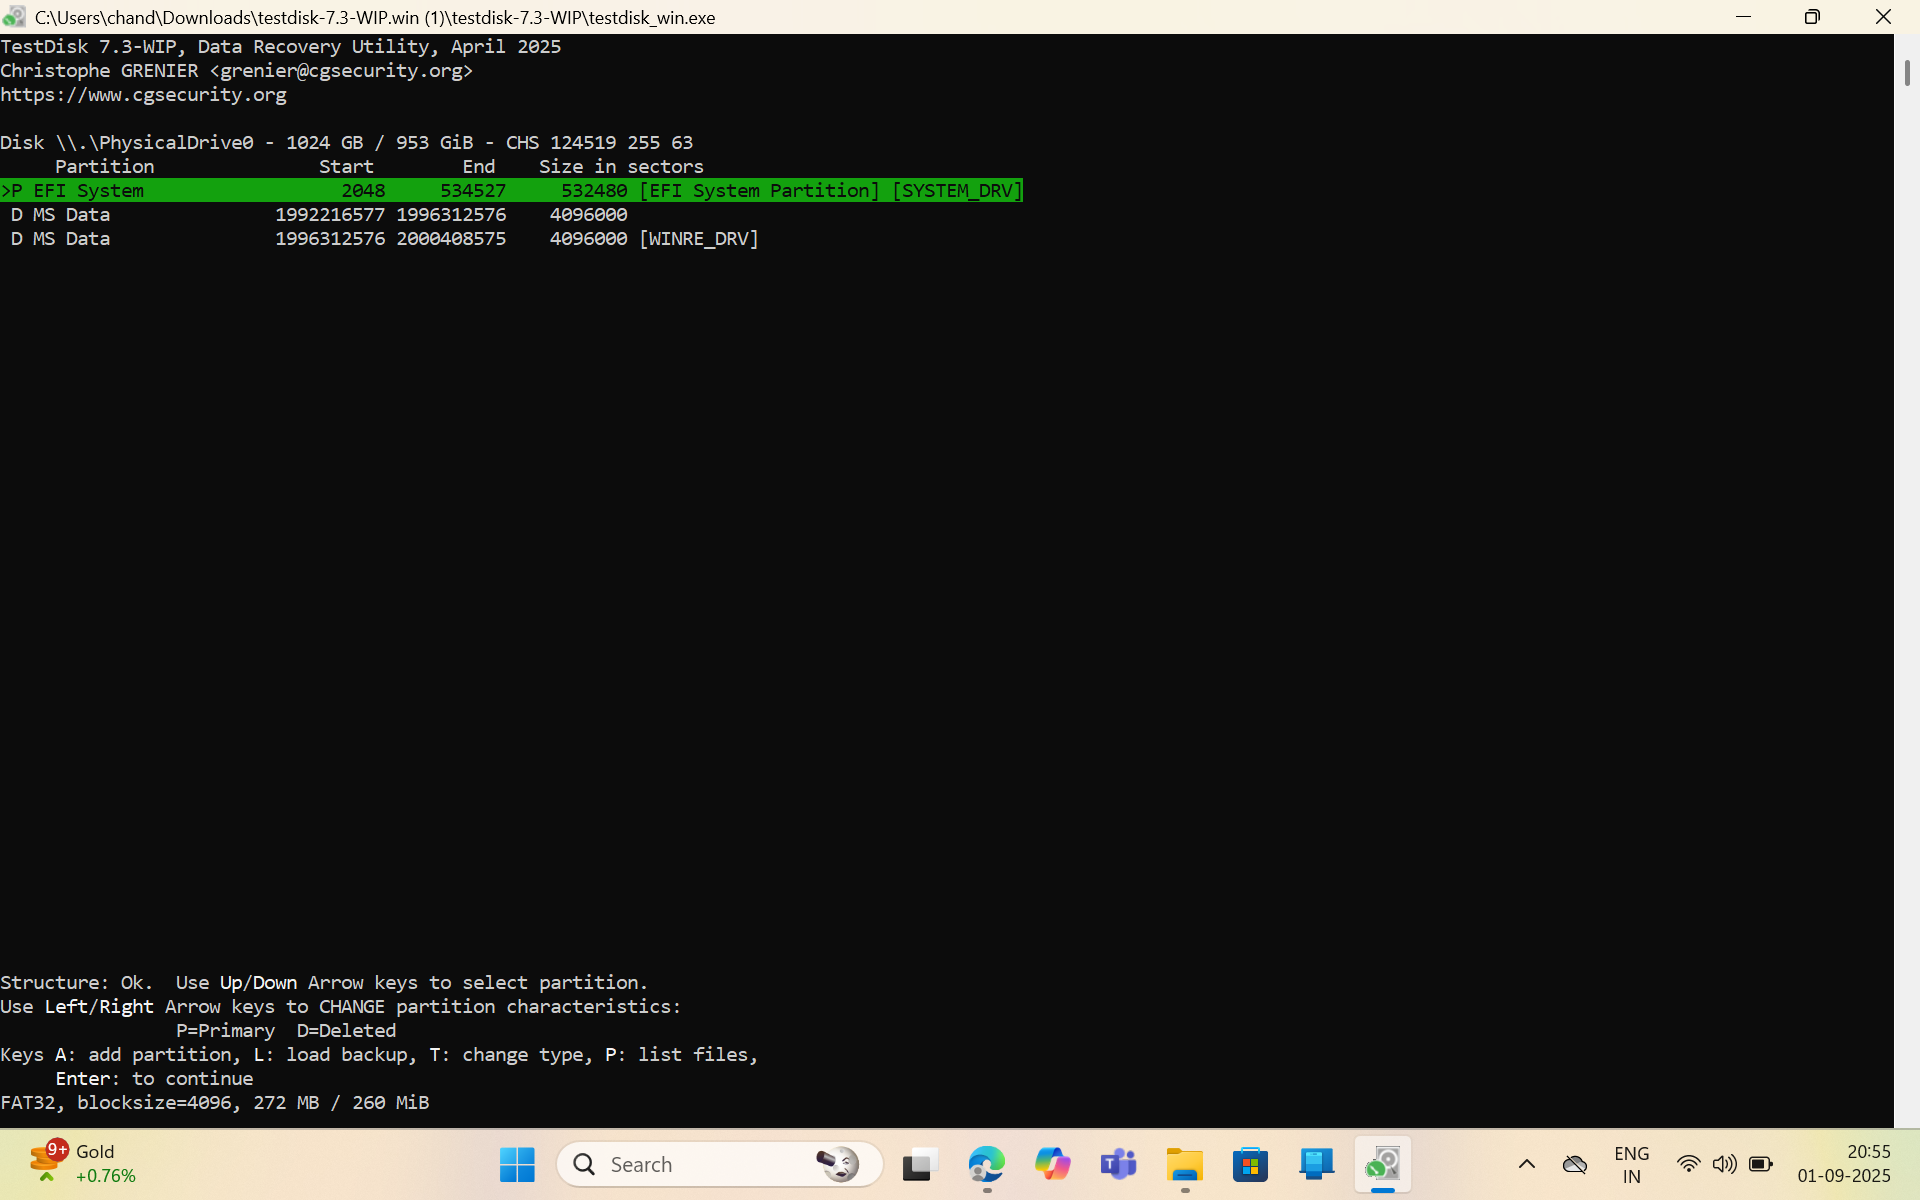 C:\Users\chand\Downloads\testdisk-7.3-WIP.win (1)\testdisk-7.3-WIP\testdisk_win.exe
TestDisk 7.3-WIP, Data Recovery Utility, April 2025
Christophe GRENIER <grenier@cgsecurity.org>
https://www.cgsecurity.org
Disk \\.\PhysicalDrive0 - 1024 GB / 953 GiB - CHS 124519 255 63
     Partition               Start        End    Size in sectors
>P EFI System                  2048     534527     532480 [EFI System Partition] [SYSTEM_DRV]
 D MS Data               1992216577 1996312576    4096000
 D MS Data               1996312576 2000408575    4096000 [WINRE_DRV]
Structure: Ok.  Use Up/Down Arrow keys to select partition.
Use Left/Right Arrow keys to CHANGE partition characteristics:
                P=Primary  D=Deleted
Keys A: add partition, L: load backup, T: change type, P: list files,
     Enter: to continue
FAT32, blocksize=4096, 272 MB / 260 MiB
9+
Gold
+0.76%
Search
ENG
IN
20:55
01-09-2025